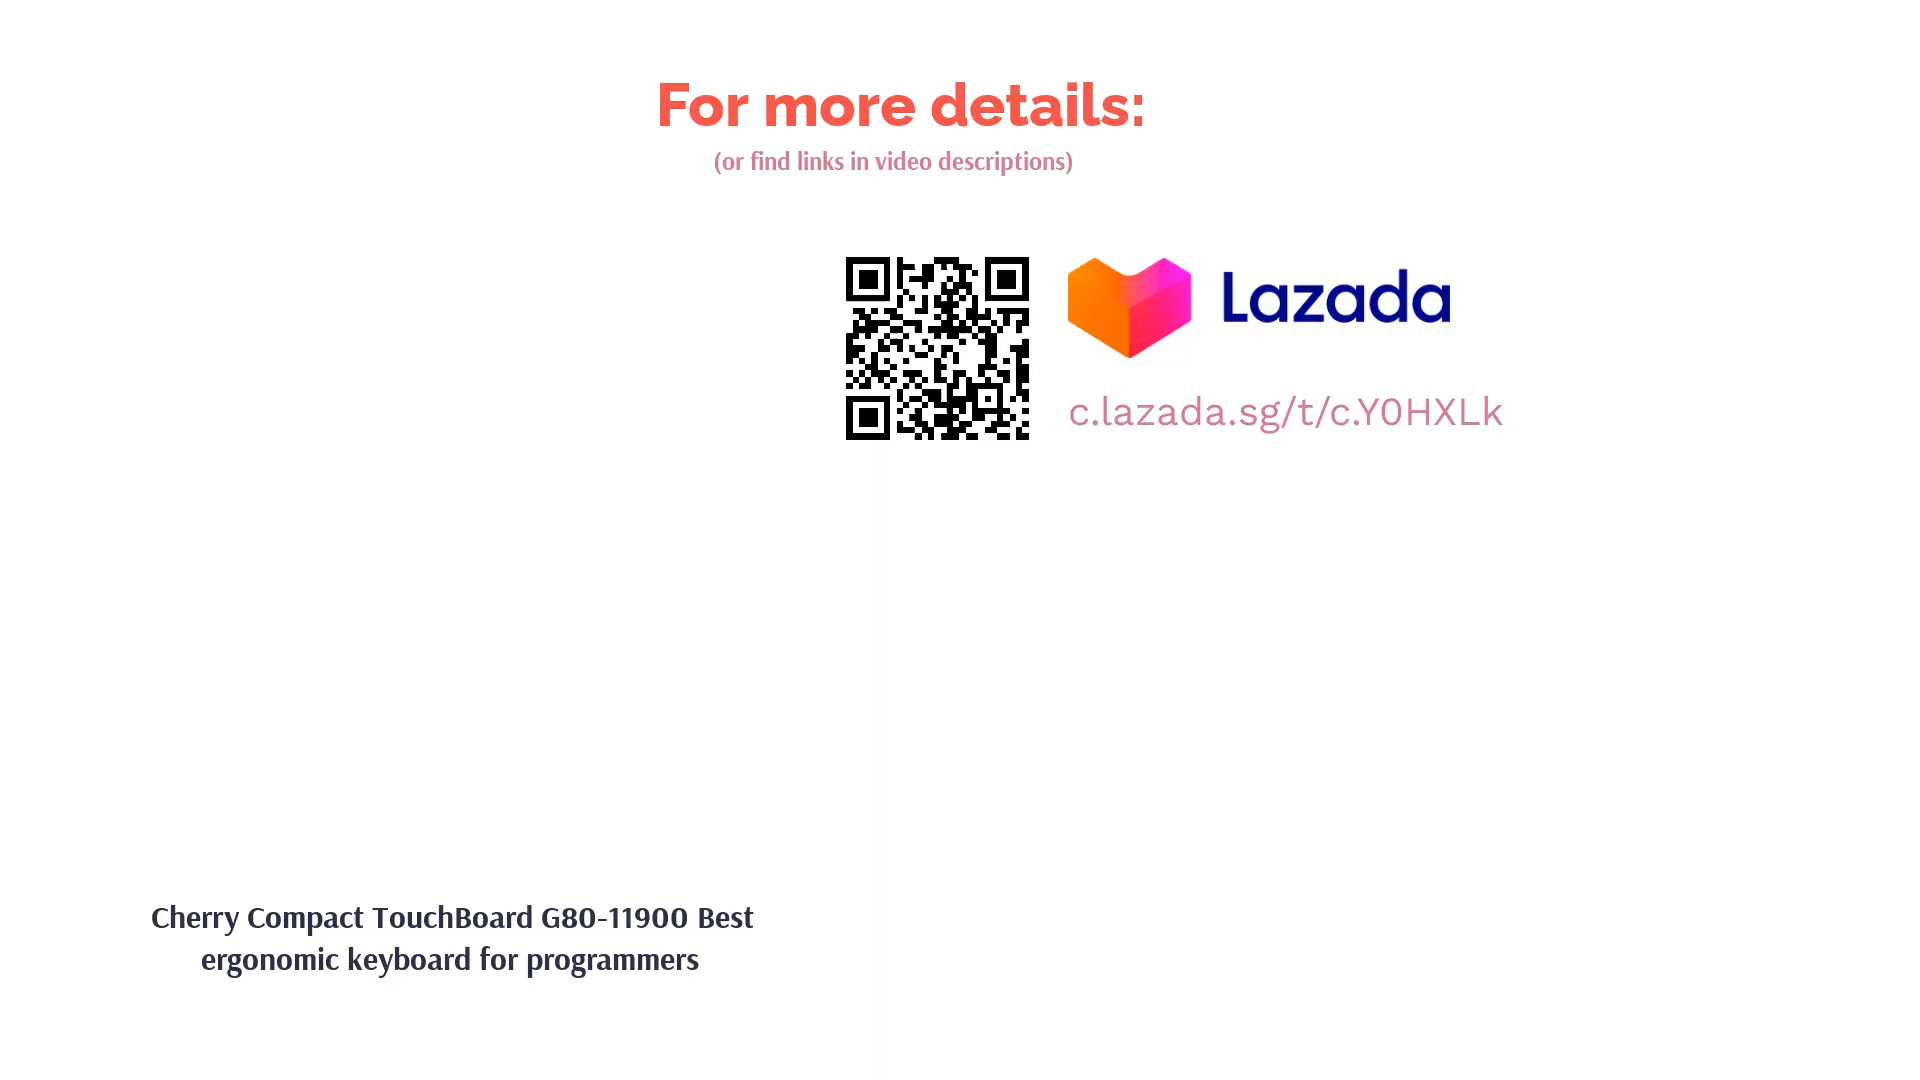 For more details:
(or find links in video descriptions)
Lazada
c.lazada.sg/t/c.Y0HXLk
Cherry Compact TouchBoard G80-11900 Best
ergonomic keyboard for programmers